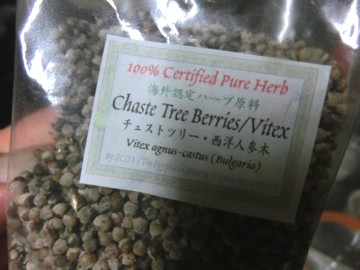 100% Certified Pure Herb
海外認定ハーブ原料
Chaste Tree Berries/Vitex
チェストツリー・西洋人参木
Vitex agnus-castus (Bulgaria)